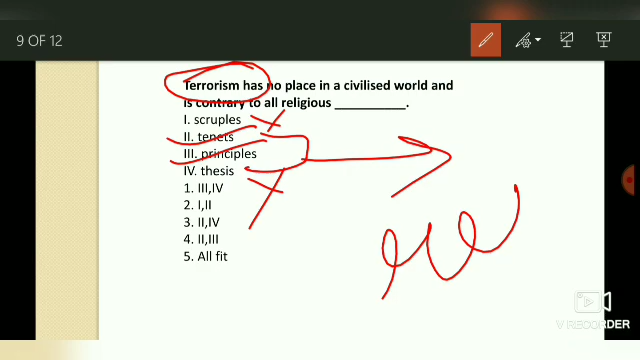 9 OF 12
Terrorism has no place in a civilised world and
is contrary to all religious __________.
I. scruples
II. tenets
III. principles
IV. thesis
1. III,IV
2. I,II
3. II,IV
4. II,III
5. All fit
V RECORDER